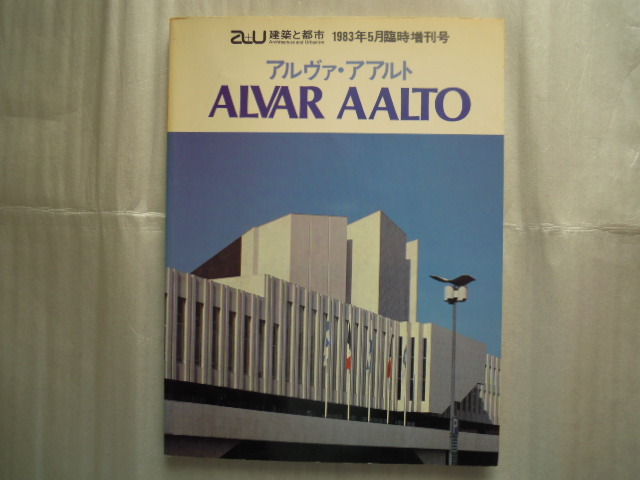 a+u 建築と都市 1983年5月臨時増刊号
Architecture and Urbanism
アルヴァ・アアルト
ALVAR AALTO